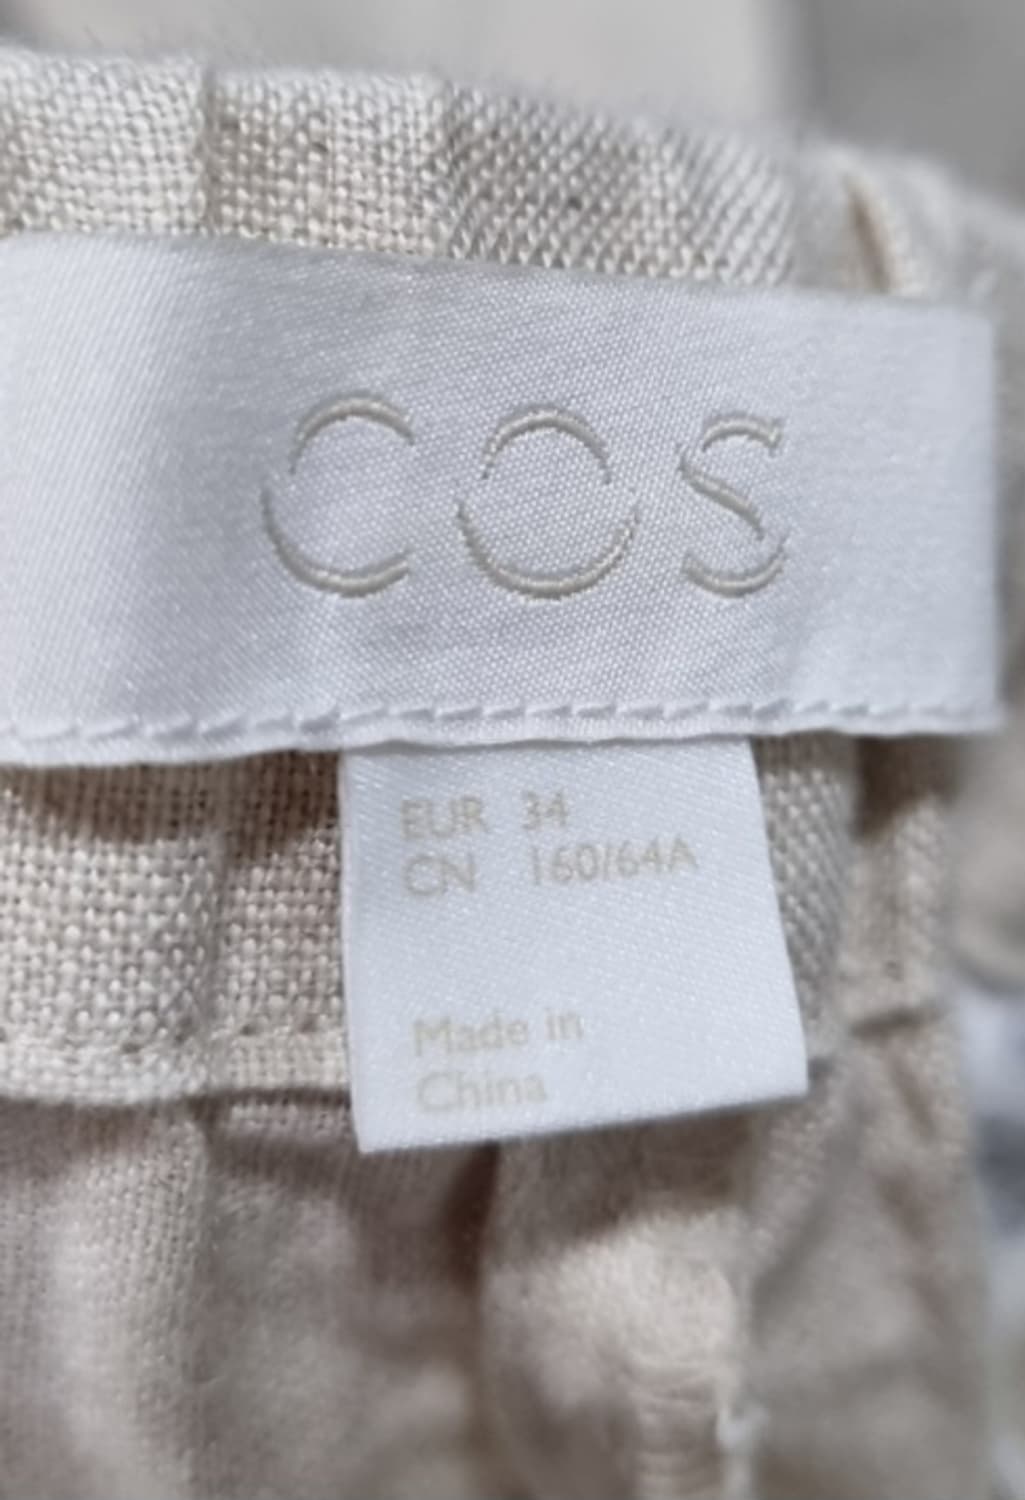 COS
EUR 34
CN 160/64A
Made in
China